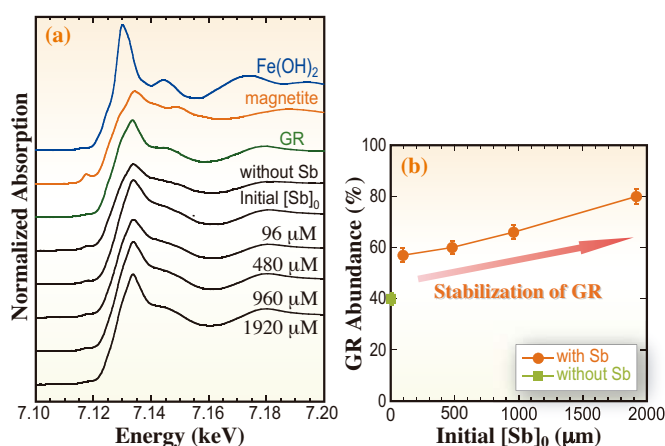 (a)
Fe(OH)₂
magnetite
GR
without Sb
Initial [Sb]₀
96 μM
480 μM
960 μM
1920 μM
Normalized Absorption
7.10 7.12 7.14 7.16 7.18 7.20
Energy (keV)
(b)
100
80
60
40
20
0
GR Abundance (%)
Stabilization of GR
with Sb
without Sb
0 500 1000 1500 2000
Initial [Sb]₀ (μm)